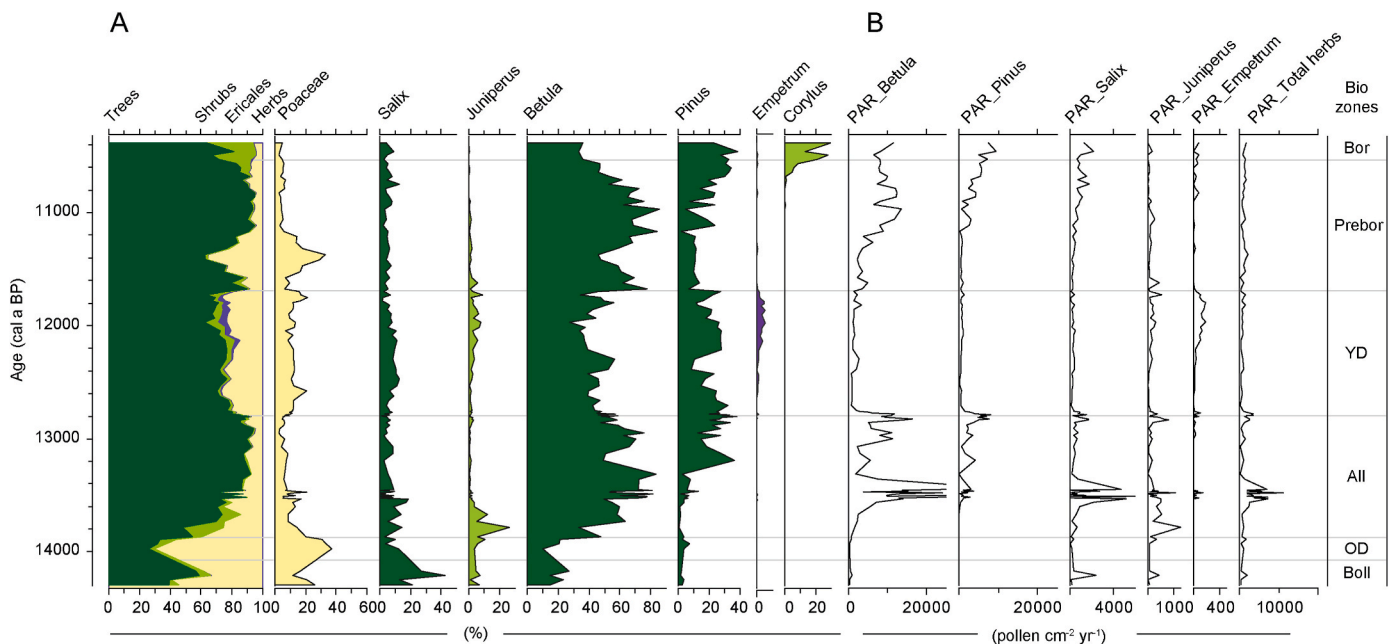 A
B
Trees
Shrubs
Ericales
Herbs
Poaceae
Salix
Juniperus
Betula
Pinus
Empetrum
Corylus
PAR_Betula
PAR_Pinus
PAR_Salix
PAR_Juniperus
PAR_Empetrum
PAR_Total herbs
Bio
zones
Age (cal a BP)
11000
12000
13000
14000
Bor
Prebor
YD
All
OD
Boll
0 20 40 60 80 100 0 20 40 60 0 20 40 0 20 0 20 40 60 80 0 20 40 0 0 20 0 20000 0 20000 0 4000 0 1000 0 400 0 10000
(%)
(pollen cm-2 yr-1)